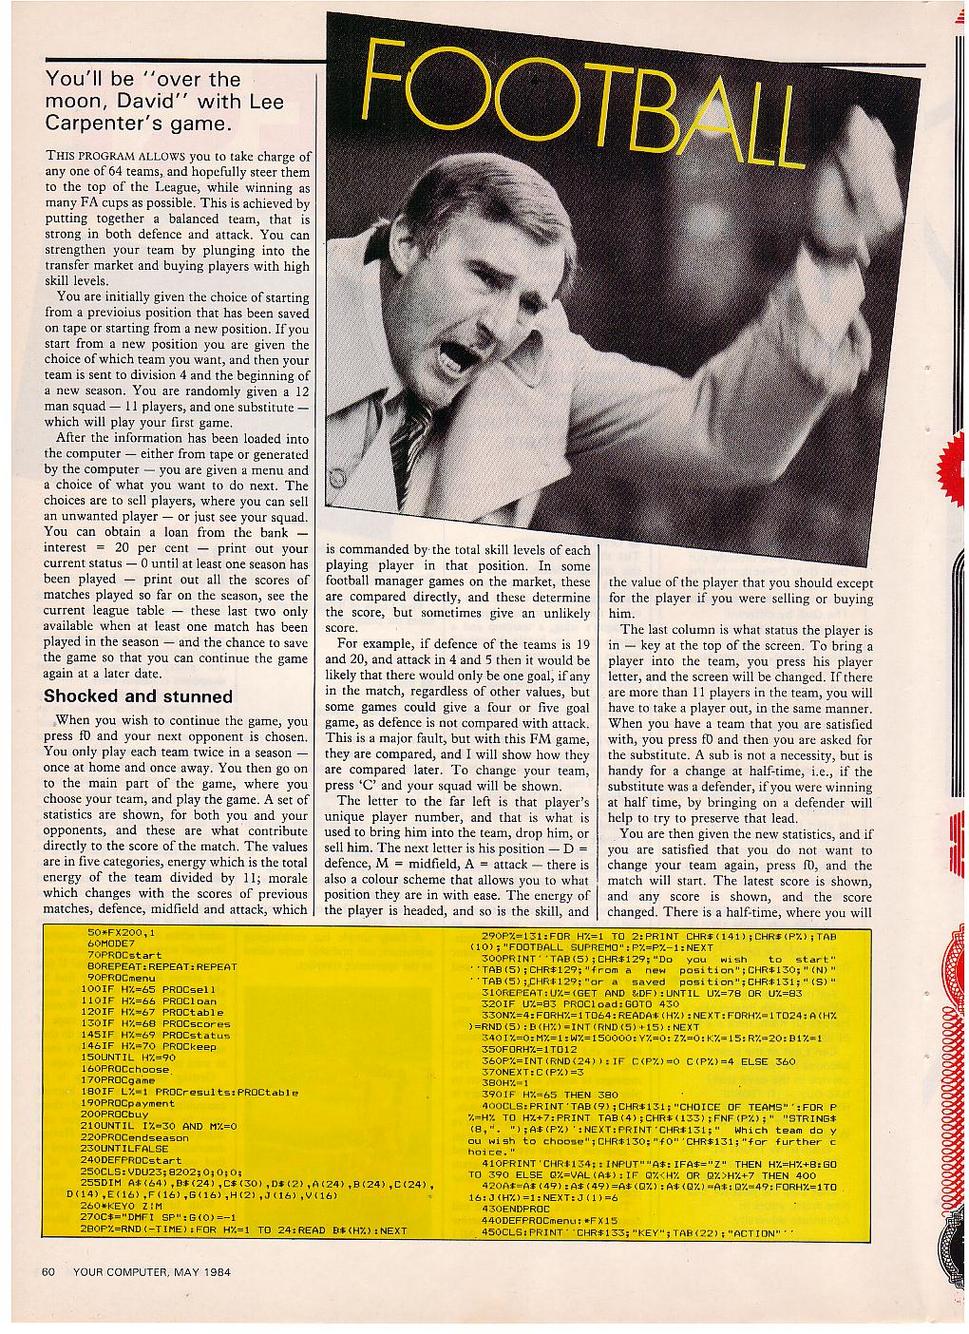 FOOTBALL
You'll be "over the
moon, David" with Lee
Carpenter's game.
THIS PROGRAM ALLOWS you to take charge of
any one of 64 teams, and hopefully steer them
to the top of the League, while winning as
many FA cups as possible. This is achieved by
putting together a balanced team, that is
strong in both defence and attack. You can
strengthen your team by plunging into the
transfer market and buying players with high
skill levels.
You are initially given the choice of starting
from a previoius position that has been saved
on tape or starting from a new position. If you
start from a new position you are given the
choice of which team you want, and then your
team is sent to division 4 and the beginning of
a new season. You are randomly given a 12
man squad — 11 players, and one substitute —
which will play your first game.
After the information has been loaded into
the computer — either from tape or generated
by the computer — you are given a menu and
a choice of what you want to do next. The
choices are to sell players, where you can sell
an unwanted player — or just see your squad.
You can obtain a loan from the bank —
interest = 20 per cent — print out your
current status — 0 until at least one season has
been played — print out all the scores of
matches played so far on the season, see the
current league table — these last two only
available when at least one match has been
played in the season — and the chance to save
the game so that you can continue the game
again at a later date.
Shocked and stunned
When you wish to continue the game, you
press f0 and your next opponent is chosen.
You only play each team twice in a season —
once at home and once away. You then go on
to the main part of the game, where you
choose your team, and play the game. A set of
statistics are shown, for both you and your
opponents, and these are what contribute
directly to the score of the match. The values
are in five categories, energy which is the total
energy of the team divided by 11; morale
which changes with the scores of previous
matches, defence, midfield and attack, which
is commanded by the total skill levels of each
playing player in that position. In some
football manager games on the market, these
are compared directly, and these determine
the score, but sometimes give an unlikely
score.
For example, if defence of the teams is 19
and 20, and attack in 4 and 5 then it would be
likely that there would only be one goal, if any
in the match, regardless of other values, but
some games could give a four or five goal
game, as defence is not compared with attack.
This is a major fault, but with this FM game,
they are compared, and I will show how they
are compared later. To change your team,
press 'C' and your squad will be shown.
The letter to the far left is that player's
unique player number, and that is what is
used to bring him into the team, drop him, or
sell him. The next letter is his position — D =
defence, M = midfield, A = attack — there is
also a colour scheme that allows you to what
position they are in with ease. The energy of
the player is headed, and so is the skill, and
the value of the player that you should except
for the player if you were selling or buying
him.
The last column is what status the player is
in — key at the top of the screen. To bring a
player into the team, you press his player
letter, and the screen will be changed. If there
are more than 11 players in the team, you will
have to take a player out, in the same manner.
When you have a team that you are satisfied
with, you press f0 and then you are asked for
the substitute. A sub is not a necessity, but is
handy for a change at half-time, i.e., if the
substitute was a defender, if you were winning
at half time, by bringing on a defender will
help to try to preserve that lead.
You are then given the new statistics, and if
you are satisfied that you do not want to
change your team again, press f0, and the
match will start. The latest score is shown,
and any score is shown, and the score
changed. There is a half-time, where you will
50*FX200,1
60MODE7
70PROCstart
80REPEAT:REPEAT:REPEAT
90PROCmenu
100IF H%=65 PROCsell
110IF H%=66 PROCloan
120IF H%=67 PROCtable
130IF H%=68 PROCscores
145IF H%=69 PROCstatus
146IF H%=70 PROCkeep
150UNTIL H%=90
160PROCchoose
170PROCgame
180IF L%=1 PROCresults:PROCtable
190PROCpayment
200PROCbuy
210UNTIL I%=30 AND M%=0
220PROCendseason
230UNTILFALSE
240DEFPROCstart
250CLS:VDU23;8202;0;0;0;
255DIM A$(64),B$(24),C$(30),D$(2),A(24),B(24),C(24),
D(14),E(16),F(16),G(16),H(2),J(16),V(16)
260*KEY0 Z|M
270C$="DMFI SP":G(0)=-1
280P%=RND(-TIME):FOR H%=1 TO 24:READ B$(H%):NEXT
290P%=131:FOR H%=1 TO 2:PRINT CHR$(141);CHR$(P%);TAB
(10);"FOOTBALL SUPREMO":P%=P%-1:NEXT
300PRINT''TAB(5);CHR$129;"Do you wish to start"
''TAB(5);CHR$129;"from a new position";CHR$130;"(N)"
''TAB(5);CHR$129;"or a saved position";CHR$131;"(S)"
310REPEAT:U%=(GET AND &DF):UNTIL U%=78 OR U%=83
320IF U%=83 PROCload:GOTO 430
330N%=4:FORH%=1TO64:READA$(H%):NEXT:FORH%=1TO24:A(H%
)=RND(5):B(H%)=INT(RND(5)+15):NEXT
340I%=0:M%=1:W%=150000:Y%=0:Z%=0:K%=15:R%=20:B1%=1
350FORH%=1TO12
360P%=INT(RND(24)):IF C(P%)=0 C(P%)=4 ELSE 360
370NEXT:C(P%)=3
380H%=1
390IF H%=65 THEN 380
400CLS:PRINT'TAB(9);CHR$131;"CHOICE OF TEAMS"':FOR P
%=H% TO H%+7:PRINT TAB(4);CHR$(133);FNF(P%);" "STRING$
(8,". ");A$(P%)':NEXT:PRINT'CHR$131;" Which team do y
ou wish to choose";CHR$130;"f0"'CHR$131;"for further c
hoice."
410PRINT'CHR$134;:INPUT""A$:IFA$="Z" THEN H%=H%+8:GO
TO 390 ELSE Q%=VAL(A$):IF Q%<H% OR Q%>H%+7 THEN 400
420A$=A$(49):A$(49)=A$(Q%):A$(Q%)=A$:Q%=49:FORH%=1TO
16:J(H%)=1:NEXT:J(1)=6
430ENDPROC
440DEFPROCmenu:*FX15
450CLS:PRINT''CHR$133;"KEY";TAB(22);"ACTION"''
60 YOUR COMPUTER, MAY 1984